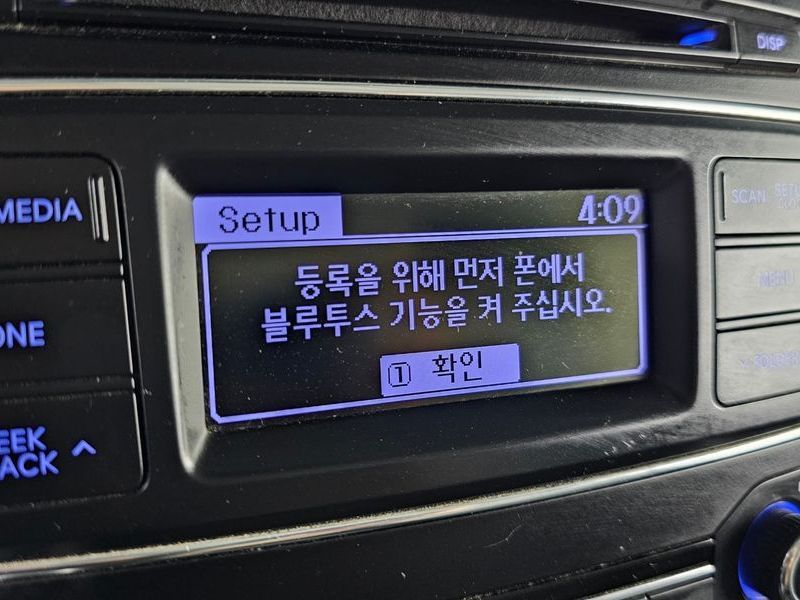 DISP
MEDIA
SCAN
Setup
4:09
등록을 위해 먼저 폰에서
블루투스 기능을 켜 주십시오.
① 확인
MENU
ONE
EEK
ACK